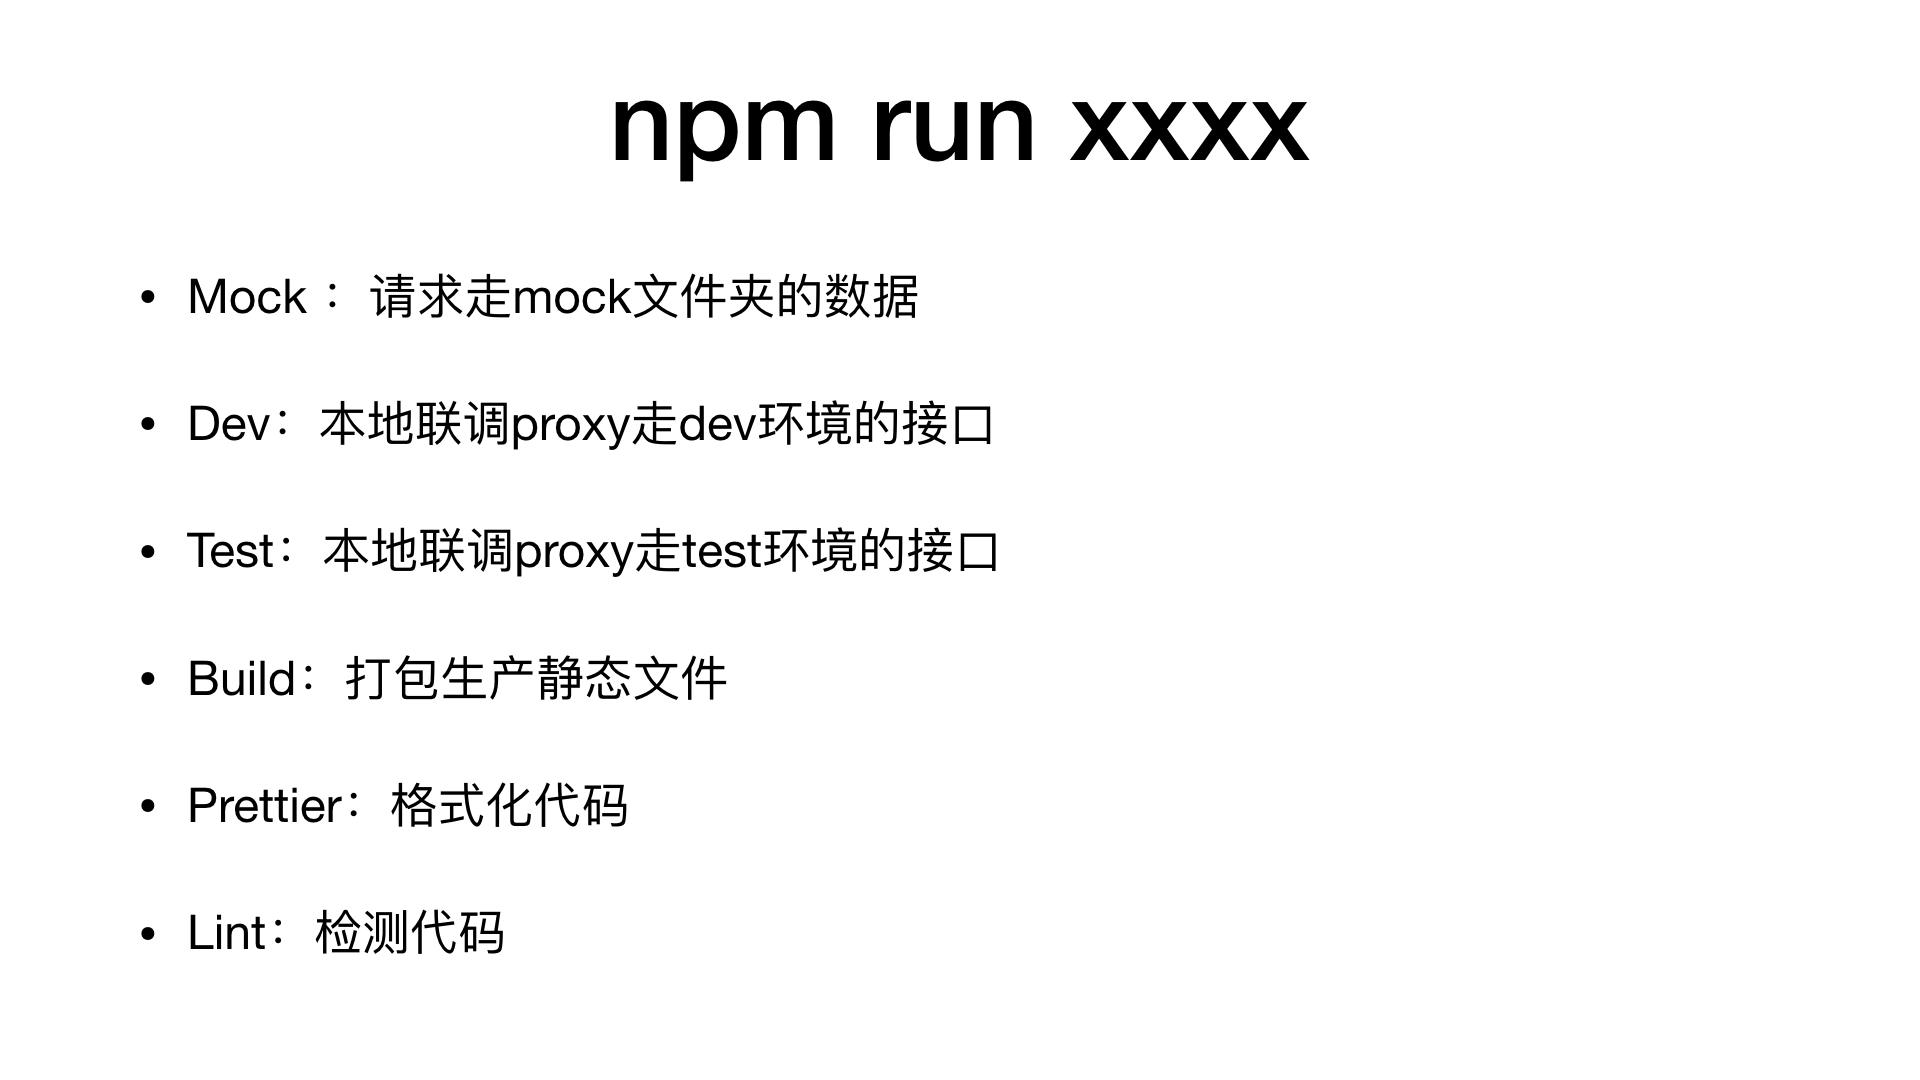 npm run xxxx
• Mock ：请求走mock文件夹的数据
• Dev：本地联调proxy走dev环境的接口
• Test：本地联调proxy走test环境的接口
• Build：打包生产静态文件
• Prettier：格式化代码
• Lint：检测代码